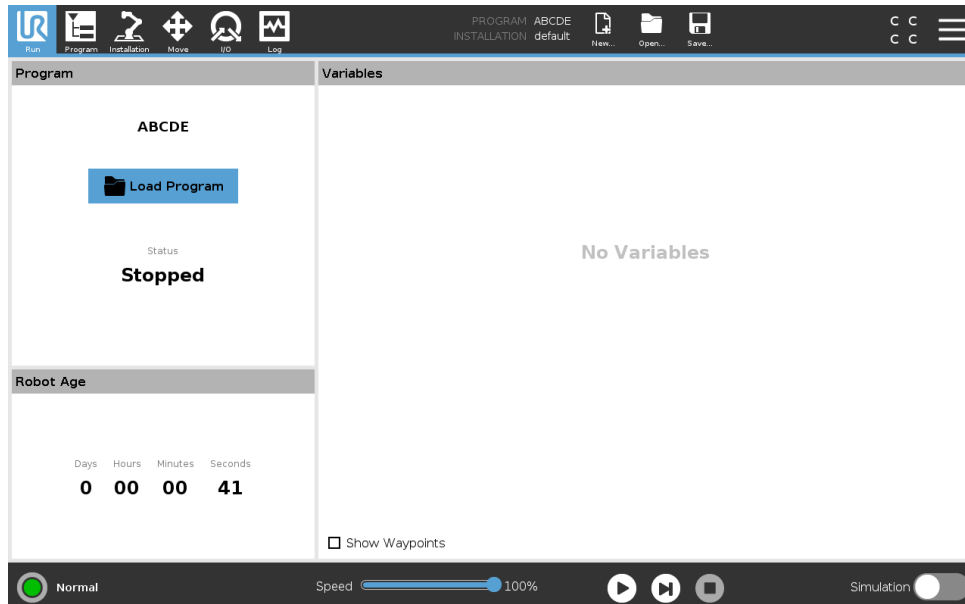 PROGRAM ABCDE
INSTALLATION default
C C
C C
Run Program Installation Move I/O Log New... Open... Save...
Program
Variables
ABCDE
Load Program
Status
Stopped
No Variables
Robot Age
Days Hours Minutes Seconds
0 00 00 41
Show Waypoints
Normal
Speed 100%
Simulation